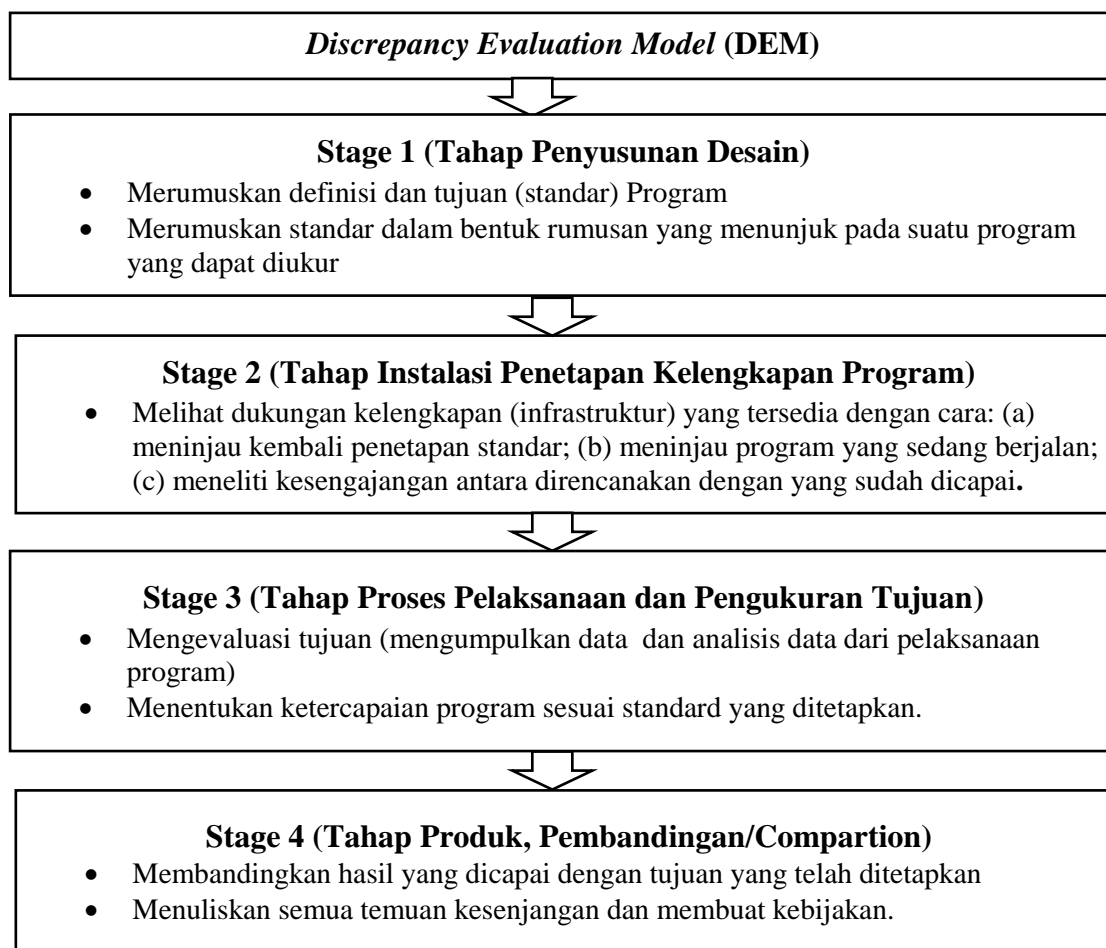 Discrepancy Evaluation Model (DEM)
Stage 1 (Tahap Penyusunan Desain)
• Merumuskan definisi dan tujuan (standar) Program
• Merumuskan standar dalam bentuk rumusan yang menunjuk pada suatu program
yang dapat diukur
Stage 2 (Tahap Instalasi Penetapan Kelengkapan Program)
• Melihat dukungan kelengkapan (infrastruktur) yang tersedia dengan cara: (a)
meninjau kembali penetapan standar; (b) meninjau program yang sedang berjalan;
(c) meneliti kesengajangan antara direncanakan dengan yang sudah dicapai.
Stage 3 (Tahap Proses Pelaksanaan dan Pengukuran Tujuan)
• Mengevaluasi tujuan (mengumpulkan data dan analisis data dari pelaksanaan
program)
• Menentukan ketercapaian program sesuai standard yang ditetapkan.
Stage 4 (Tahap Produk, Pembandingan/Compartion)
• Membandingkan hasil yang dicapai dengan tujuan yang telah ditetapkan
• Menuliskan semua temuan kesenjangan dan membuat kebijakan.